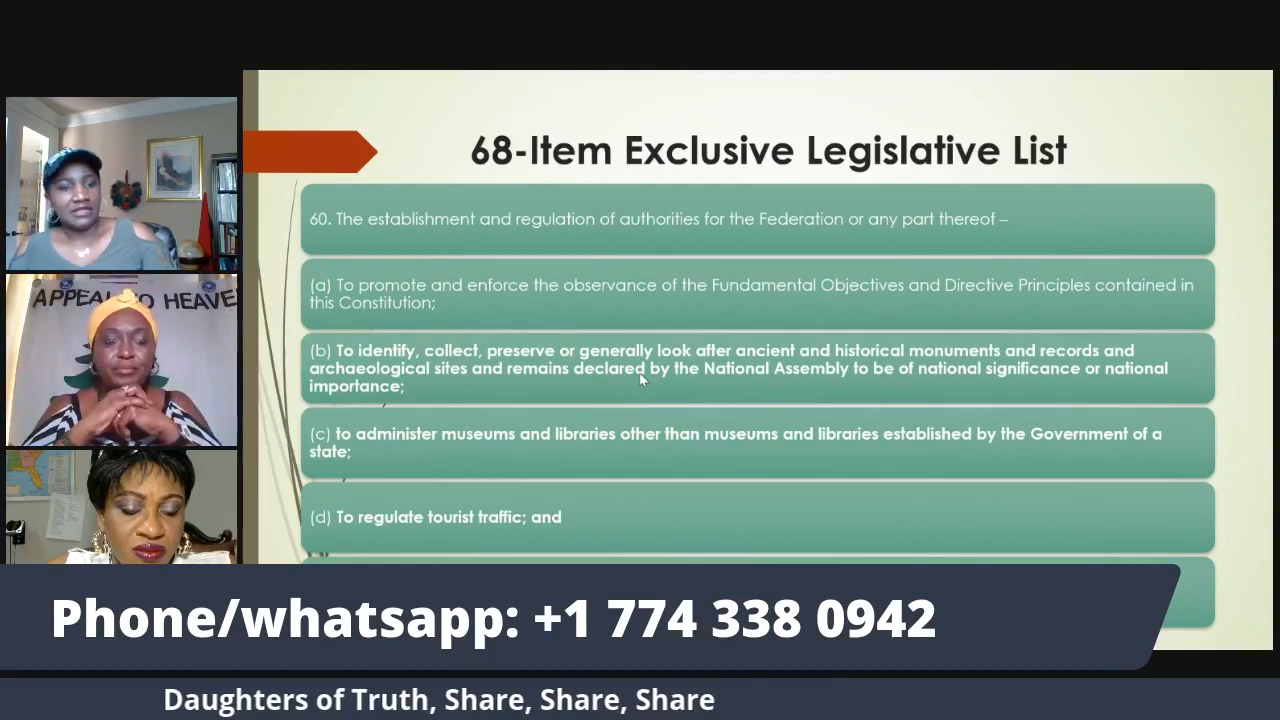 68-Item Exclusive Legislative List
60. The establishment and regulation of authorities for the Federation or any part thereof –
(a) To promote and enforce the observance of the Fundamental Objectives and Directive Principles contained in
this Constitution;
(b) To identify, collect, preserve or generally look after ancient and historical monuments and records and
archaeological sites and remains declared by the National Assembly to be of national significance or national
importance;
(c) to administer museums and libraries other than museums and libraries established by the Government of a
state;
(d) To regulate tourist traffic; and
APPEAL TO HEAVE
Phone/whatsapp: +1 774 338 0942
Daughters of Truth, Share, Share, Share